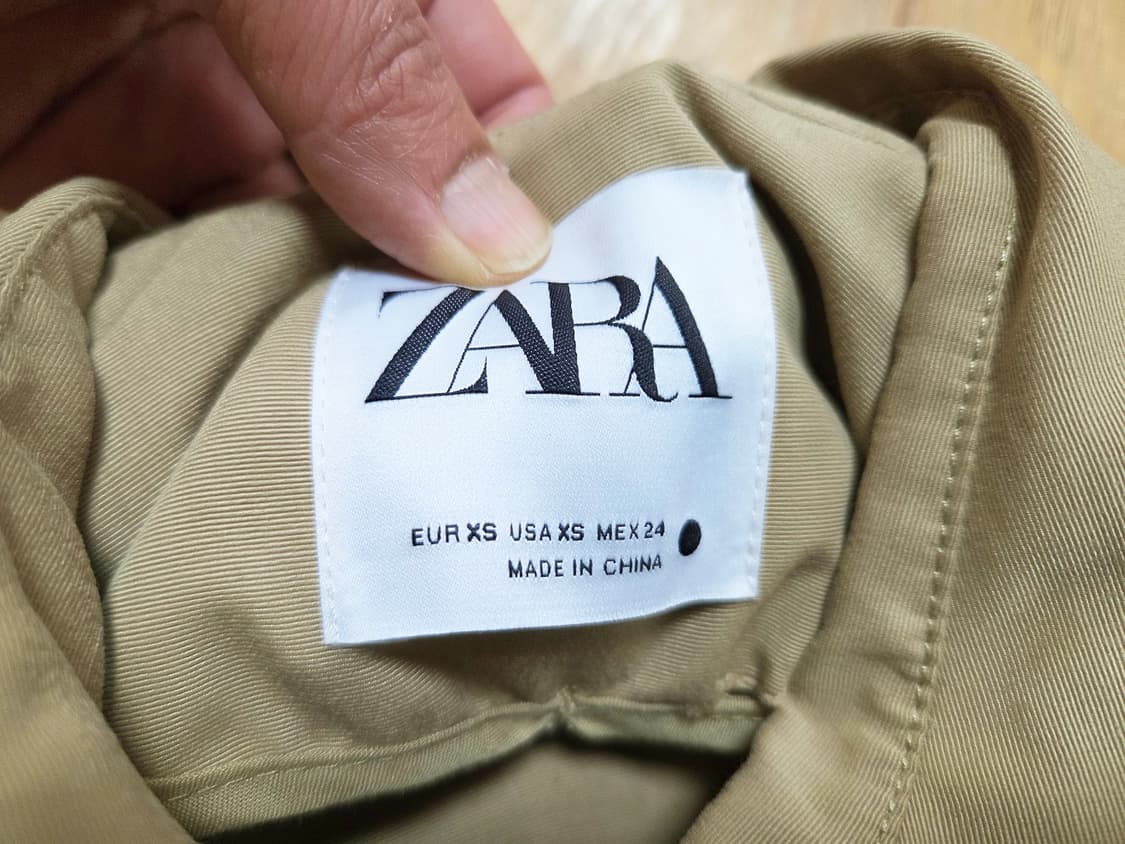 ZARA
EUR XS USA XS MEX 24
MADE IN CHINA